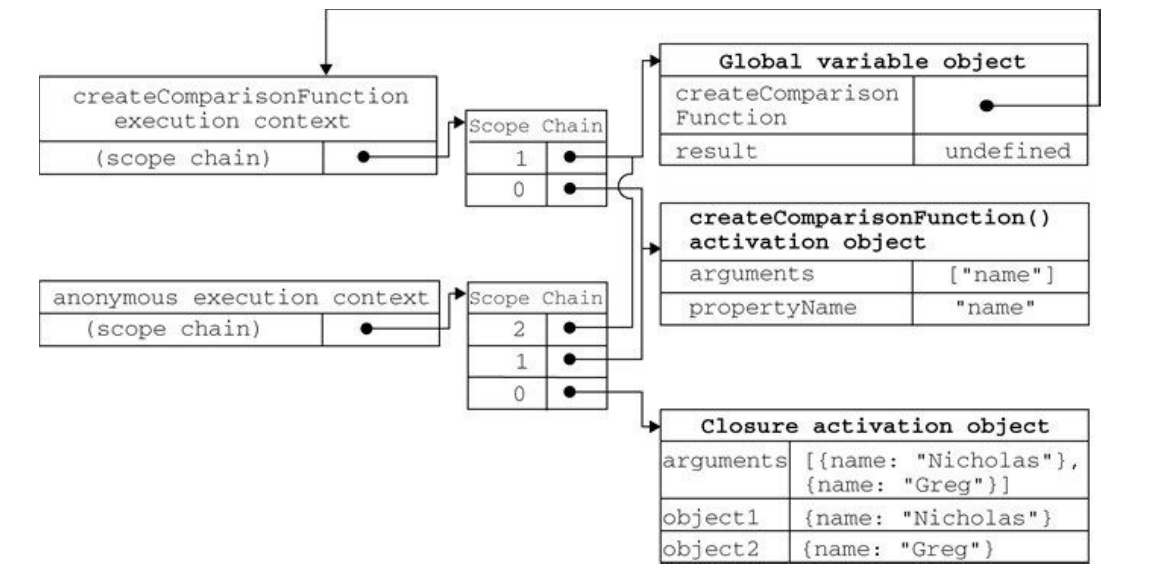 createComparisonFunction
execution context
(scope chain)
Scope Chain
1
0
Global variable object
createComparison
Function
result undefined
createComparisonFunction()
activation object
arguments ["name"]
propertyName "name"
anonymous execution context
(scope chain)
Scope Chain
2
1
0
Closure activation object
arguments [{name: "Nicholas"},
{name: "Greg"}]
object1 {name: "Nicholas"}
object2 {name: "Greg"}